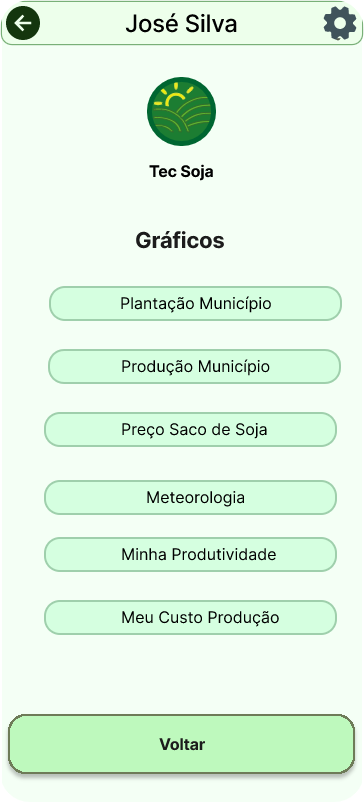 José Silva
Tec Soja
Gráficos
Plantação Município
Produção Município
Preço Saco de Soja
Meteorologia
Minha Produtividade
Meu Custo Produção
Voltar